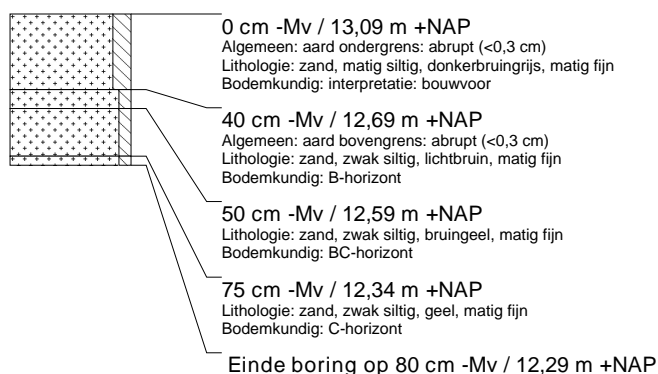 0 cm -Mv / 13,09 m +NAP
Algemeen: aard ondergrens: abrupt (<0,3 cm)
Lithologie: zand, matig siltig, donkerbruingrijs, matig fijn
Bodemkundig: interpretatie: bouwvoor
40 cm -Mv / 12,69 m +NAP
Algemeen: aard bovengrens: abrupt (<0,3 cm)
Lithologie: zand, zwak siltig, lichtbruin, matig fijn
Bodemkundig: B-horizont
50 cm -Mv / 12,59 m +NAP
Lithologie: zand, zwak siltig, bruingeel, matig fijn
Bodemkundig: BC-horizont
75 cm -Mv / 12,34 m +NAP
Lithologie: zand, zwak siltig, geel, matig fijn
Bodemkundig: C-horizont
Einde boring op 80 cm -Mv / 12,29 m +NAP